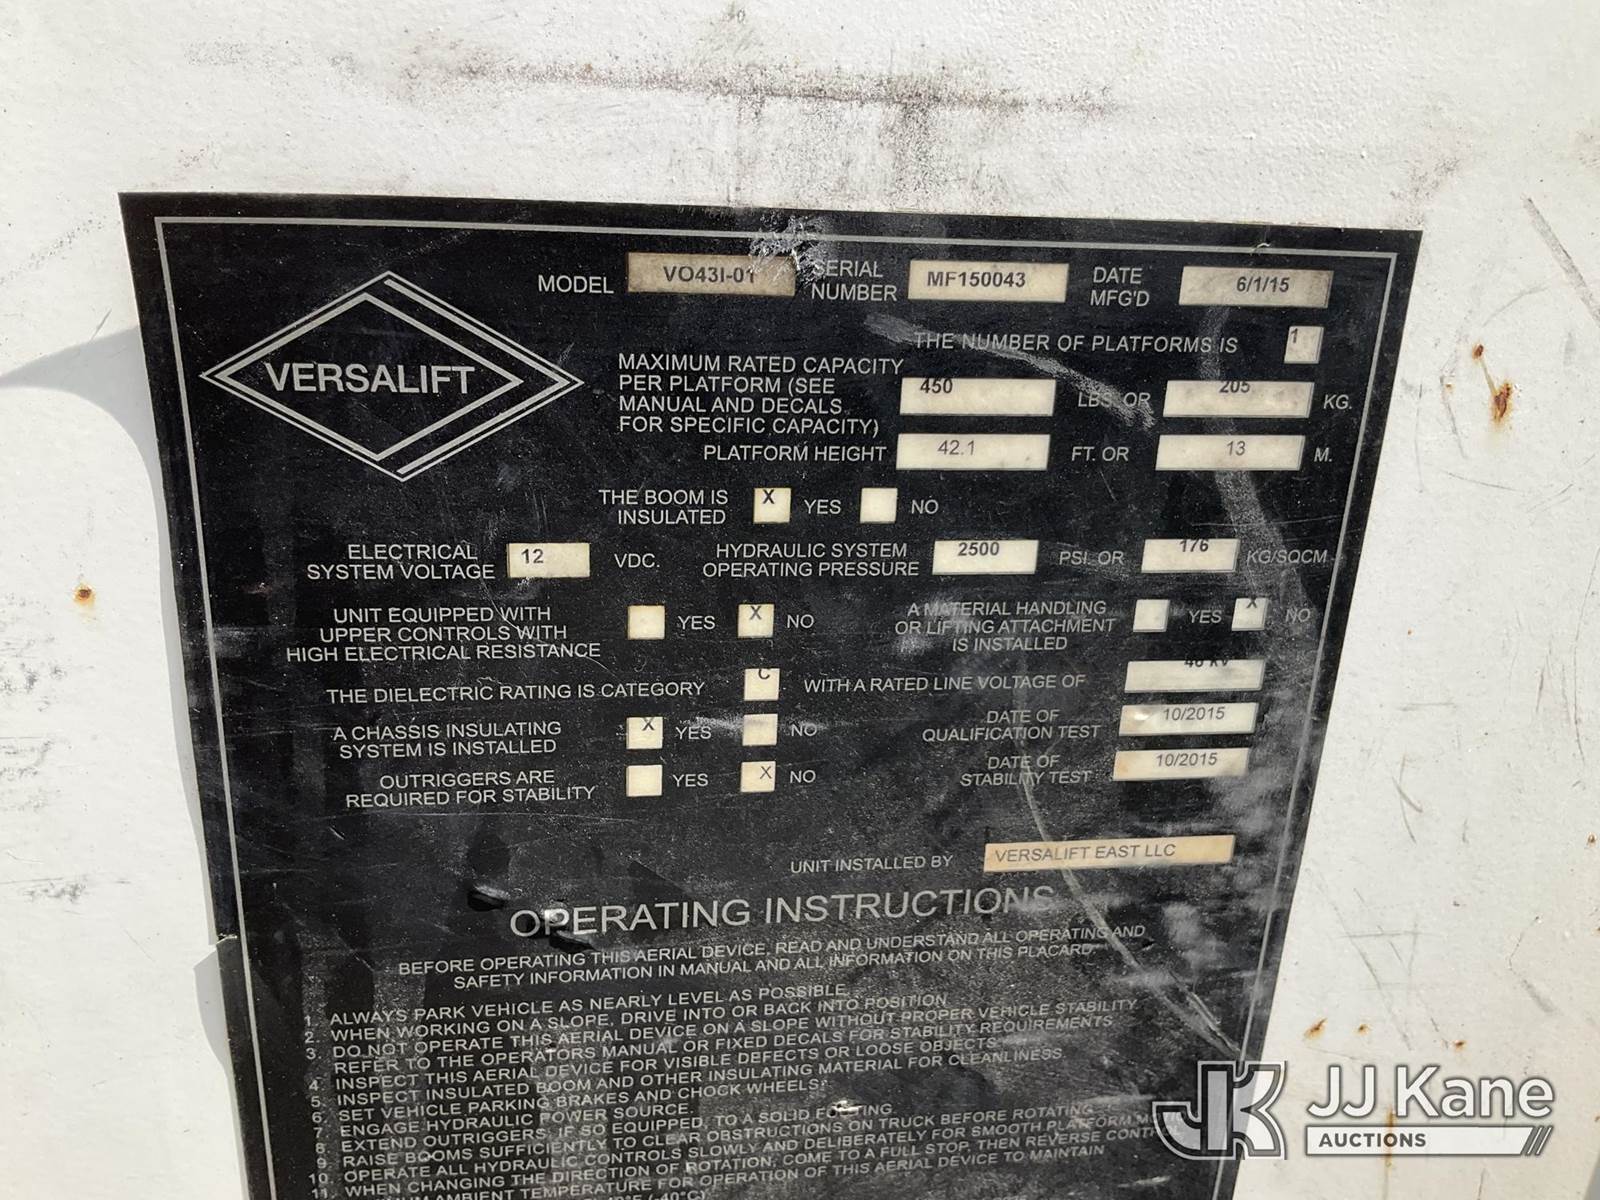 MODEL VO43I-01 SERIAL NUMBER MF150043 DATE MFG'D 6/1/15
THE NUMBER OF PLATFORMS IS 1
VERSALIFT
MAXIMUM RATED CAPACITY
PER PLATFORM (SEE
MANUAL AND DECALS
FOR SPECIFIC CAPACITY) 450 LBS. OR 205 KG.
PLATFORM HEIGHT 42.1 FT. OR 13 M.
THE BOOM IS
INSULATED X YES NO
ELECTRICAL
SYSTEM VOLTAGE 12 VDC.
HYDRAULIC SYSTEM
OPERATING PRESSURE 2500 PSI. OR 176 KG/SQCM
UNIT EQUIPPED WITH
UPPER CONTROLS WITH
HIGH ELECTRICAL RESISTANCE YES X NO
A MATERIAL HANDLING
OR LIFTING ATTACHMENT
IS INSTALLED YES X NO
THE DIELECTRIC RATING IS CATEGORY C WITH A RATED LINE VOLTAGE OF 46 KV
A CHASSIS INSULATING
SYSTEM IS INSTALLED X YES NO
DATE OF
QUALIFICATION TEST 10/2015
OUTRIGGERS ARE
REQUIRED FOR STABILITY YES X NO
DATE OF
STABILITY TEST 10/2015
UNIT INSTALLED BY VERSALIFT EAST LLC
OPERATING INSTRUCTIONS
BEFORE OPERATING THIS AERIAL DEVICE, READ AND UNDERSTAND ALL OPERATING AND
SAFETY INFORMATION IN MANUAL AND ALL INFORMATION ON THIS PLACARD.
1. ALWAYS PARK VEHICLE AS NEARLY LEVEL AS POSSIBLE.
2. WHEN WORKING ON A SLOPE, DRIVE INTO OR BACK INTO POSITION
3. DO NOT OPERATE THIS AERIAL DEVICE ON A SLOPE WITHOUT PROPER VEHICLE STABILITY
REFER TO THE OPERATORS MANUAL OR FIXED DECALS FOR STABILITY REQUIREMENTS
4. INSPECT THIS AERIAL DEVICE FOR VISIBLE DEFECTS OR LOOSE OBJECTS
5. INSPECT INSULATED BOOM AND OTHER INSULATING MATERIAL FOR CLEANLINESS
6. SET VEHICLE PARKING BRAKES AND CHOCK WHEELS.
7. ENGAGE HYDRAULIC POWER SOURCE.
8. EXTEND OUTRIGGERS, IF SO EQUIPPED, TO A SOLID FOOTING.
9. RAISE BOOMS SUFFICIENTLY TO CLEAR OBSTRUCTIONS ON TRUCK BEFORE ROTATING
10. OPERATE ALL HYDRAULIC CONTROLS SLOWLY AND DELIBERATELY FOR SMOOTH PLATFORM
11. WHEN CHANGING THE DIRECTION OF ROTATION, COME TO A FULL STOP, THEN REVERSE
AMBIENT TEMPERATURE FOR OPERATION OF THIS AERIAL DEVICE TO MAINTAIN
(-40°C)
JJ Kane
AUCTIONS